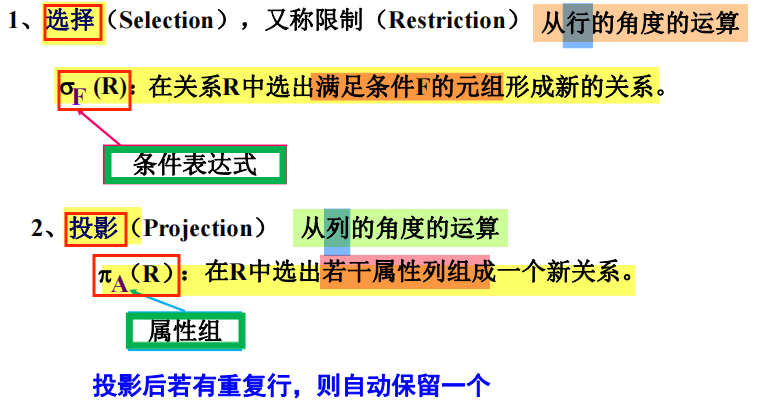 1、选择（Selection），又称限制（Restriction） 从行的角度的运算
σF (R)：在关系R中选出满足条件F的元组形成新的关系。
条件表达式
2、投影（Projection） 从列的角度的运算
πA（R）：在R中选出若干属性列组成一个新关系。
属性组
投影后若有重复行，则自动保留一个